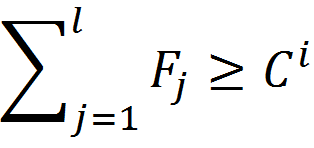 ∑_{j=1}^{l} F_j ≥ C^i